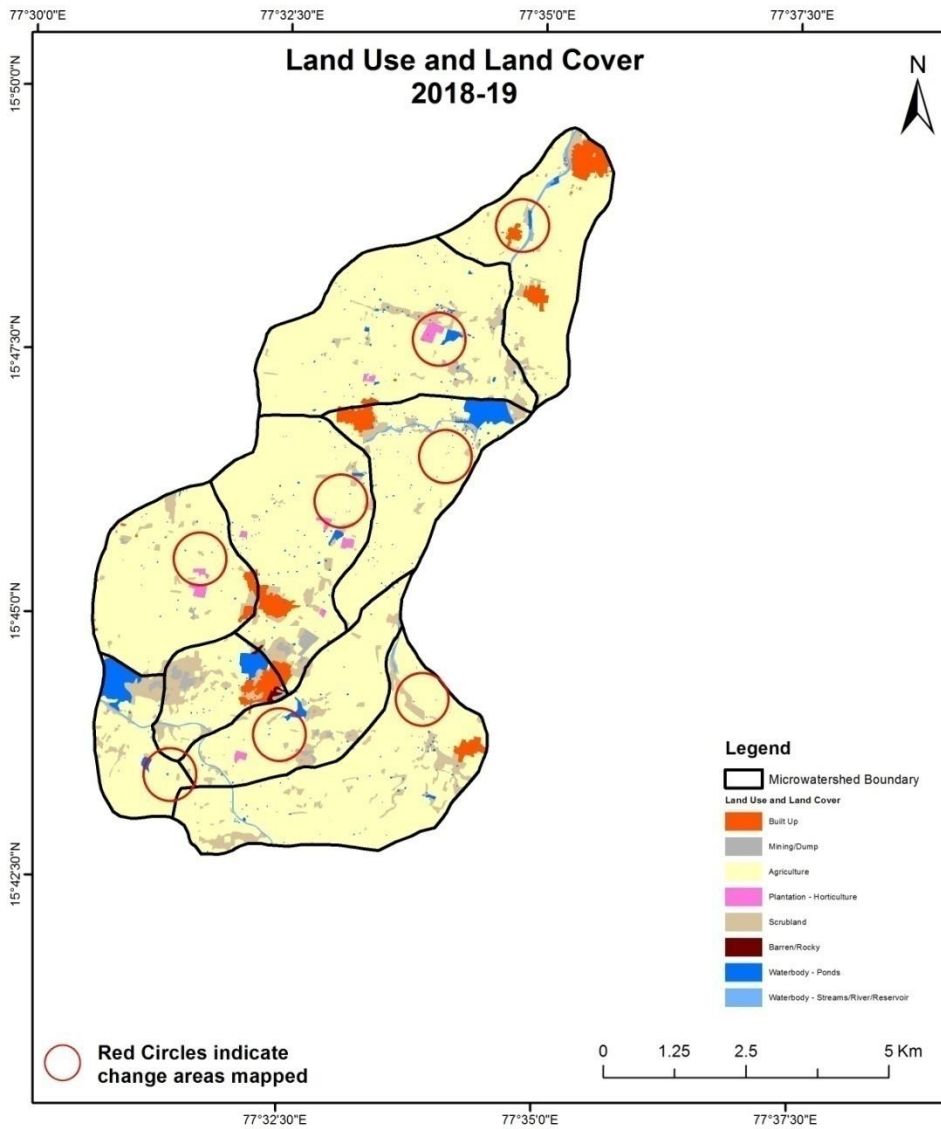 77°30'0"E 77°32'30"E 77°35'0"E 77°37'30"E
Land Use and Land Cover
2018-19
N
15°50'0"N
15°47'30"N
15°45'0"N
15°42'30"N
Legend
Microwatershed Boundary
Land Use and Land Cover
Built Up
Mining/Dump
Agriculture
Plantation - Horticulture
Scrubland
Barren/Rocky
Waterbody - Ponds
Waterbody - Streams/River/Reservoir
Red Circles indicate
change areas mapped
0 1.25 2.5 5 Km
77°32'30"E 77°35'0"E 77°37'30"E